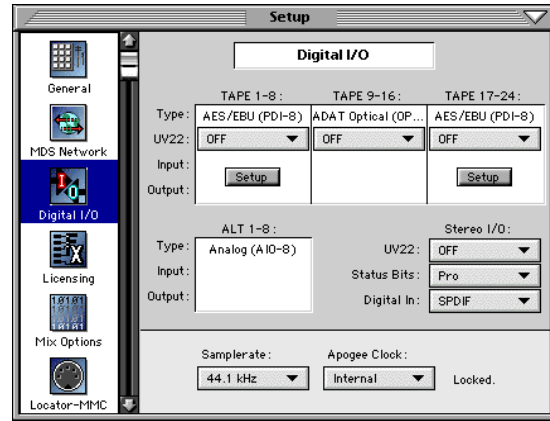 Setup
General
MDS Network
Digital I/O
Licensing
Mix Options
Locator-MMC
Digital I/O
TAPE 1-8: TAPE 9-16: TAPE 17-24:
Type: AES/EBU (PDI-8) ADAT Optical (OP... AES/EBU (PDI-8)
UV22: OFF OFF OFF
Input:
Setup Setup
Output:
ALT 1-8: Stereo I/O:
Type: Analog (AIO-8) UV22: OFF
Input: Status Bits: Pro
Output: Digital In: SPDIF
Samplerate: Apogee Clock:
44.1 kHz Internal Locked.